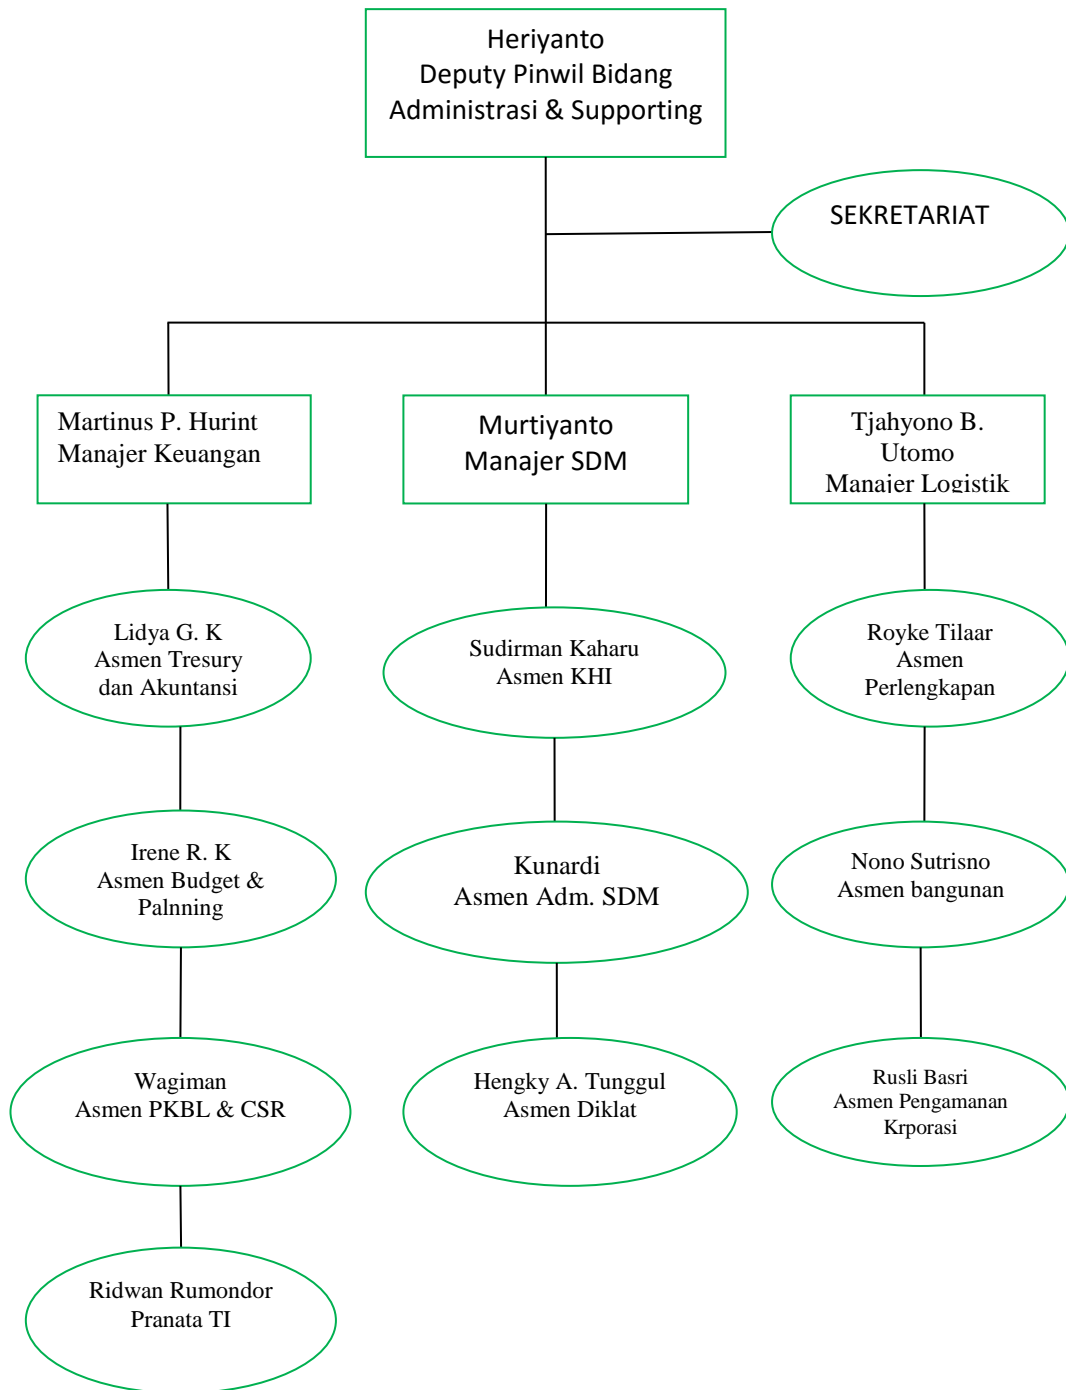 Heriyanto
Deputy Pinwil Bidang
Administrasi & Supporting
SEKRETARIAT
Martinus P. Hurint
Manajer Keuangan
Murtiyanto
Manajer SDM
Tjahyono B.
Utomo
Manajer Logistik
Lidya G. K
Asmen Tresury
dan Akuntansi
Sudirman Kaharu
Asmen KHI
Royke Tilaar
Asmen
Perlengkapan
Irene R. K
Asmen Budget &
Palnning
Kunardi
Asmen Adm. SDM
Nono Sutrisno
Asmen bangunan
Wagiman
Asmen PKBL & CSR
Hengky A. Tunggul
Asmen Diklat
Rusli Basri
Asmen Pengamanan
Krporasi
Ridwan Rumondor
Pranata TI